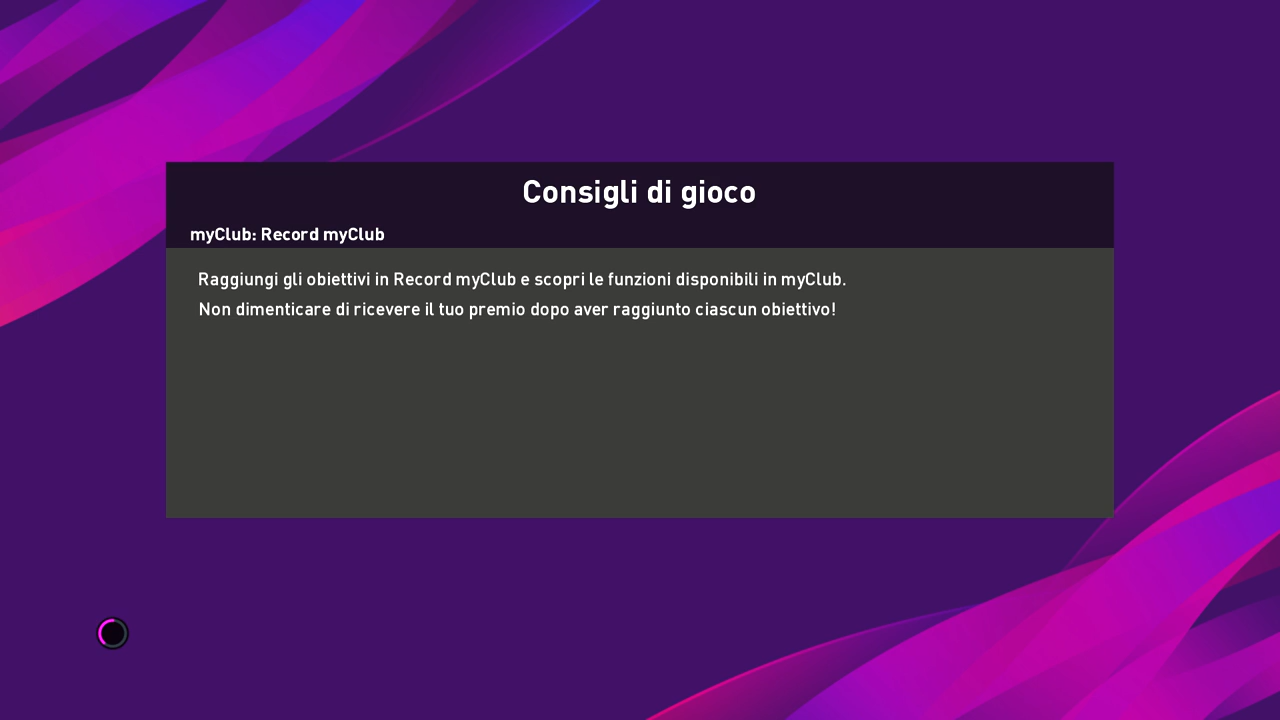 Consigli di gioco
myClub: Record myClub
Raggiungi gli obiettivi in Record myClub e scopri le funzioni disponibili in myClub.
Non dimenticare di ricevere il tuo premio dopo aver raggiunto ciascun obiettivo!